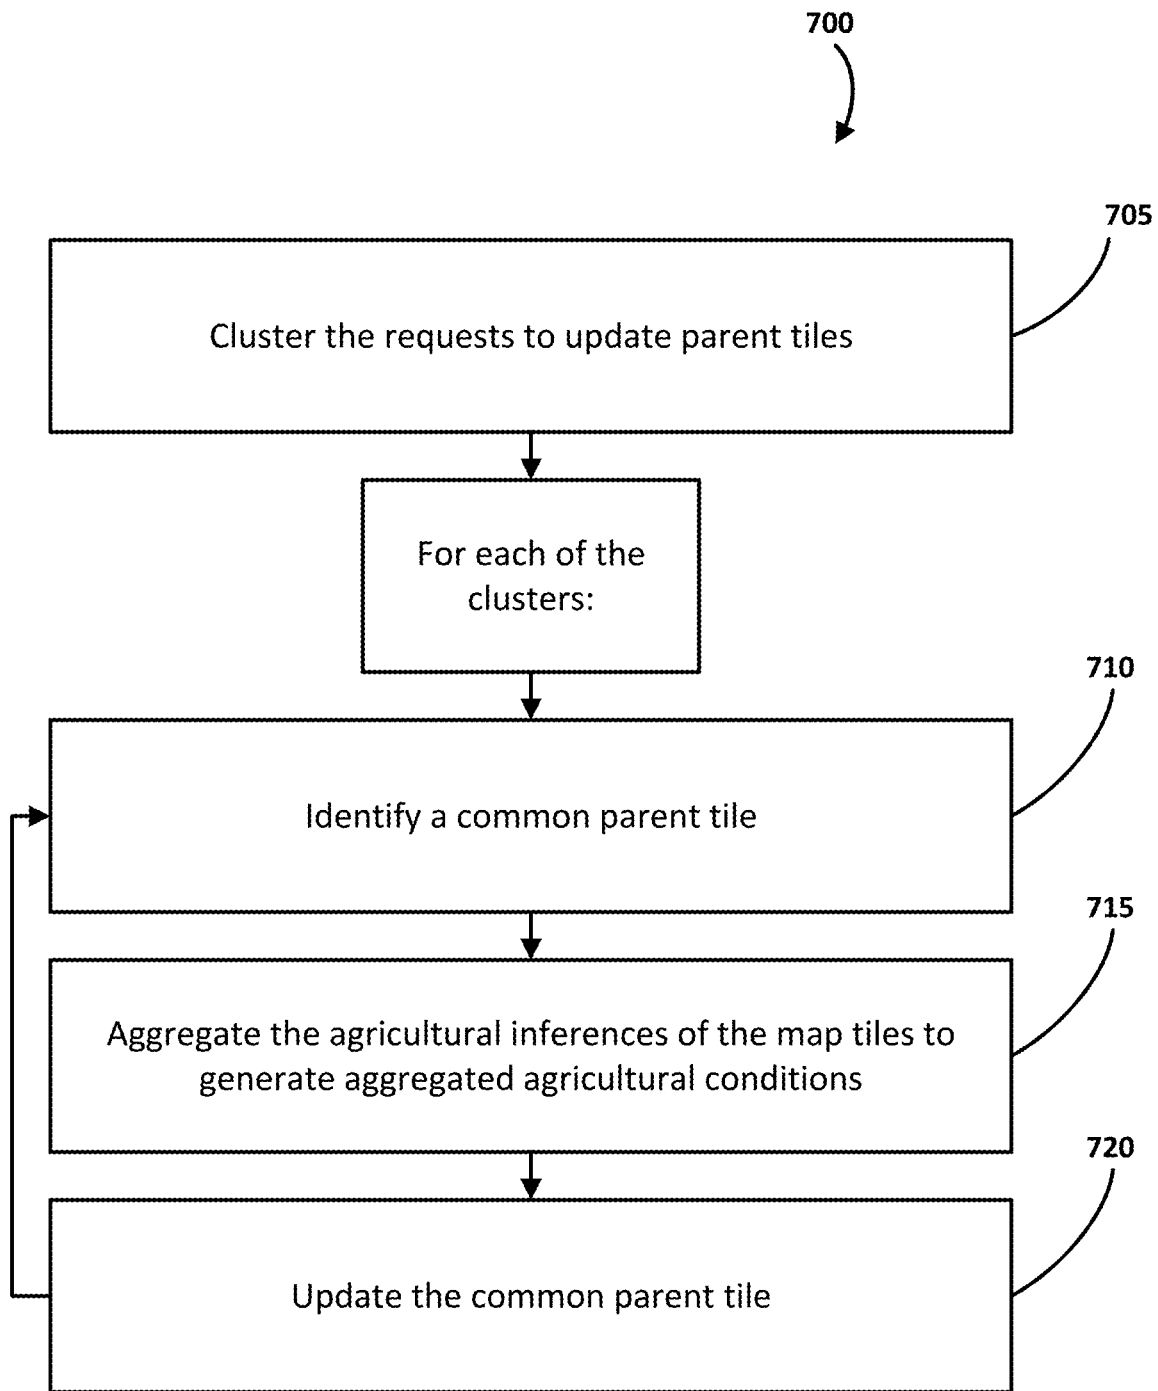 700
705
Cluster the requests to update parent tiles
For each of the
clusters:
710
Identify a common parent tile
715
Aggregate the agricultural inferences of the map tiles to
generate aggregated agricultural conditions
720
Update the common parent tile